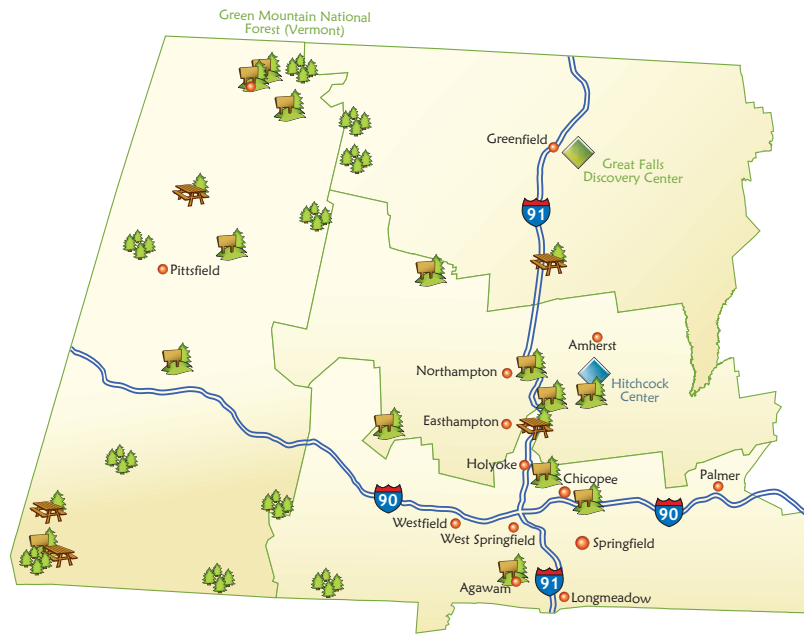 Green Mountain National
Forest (Vermont)
Greenfield
Great Falls
Discovery Center
91
Pittsfield
Amherst
Northampton
Hitchcock
Center
Easthampton
Holyoke
Chicopee
Palmer
90
90
Westfield
West Springfield
Springfield
Agawam
91
Longmeadow